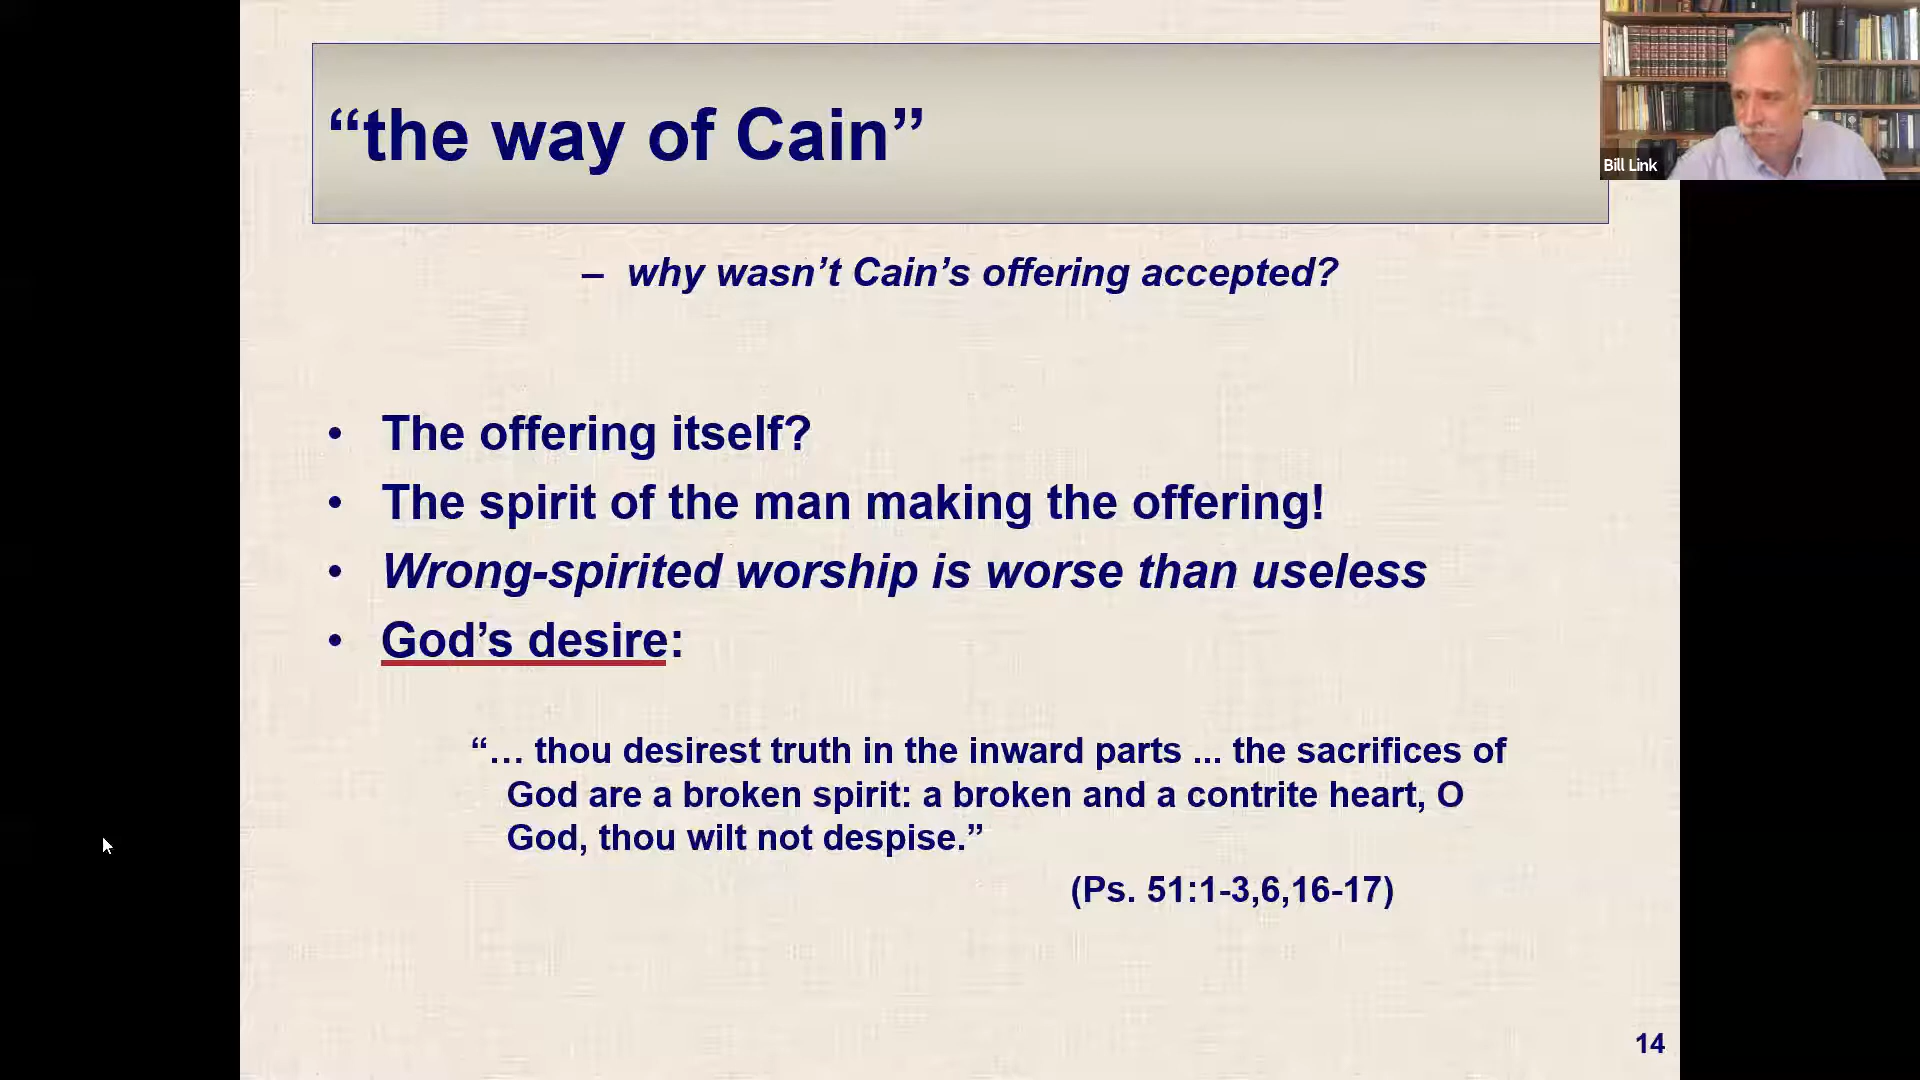 “the way of Cain”
Bill Link
– why wasn’t Cain’s offering accepted?
• The offering itself?
• The spirit of the man making the offering!
• Wrong-spirited worship is worse than useless
• God’s desire:
“… thou desirest truth in the inward parts ... the sacrifices of
God are a broken spirit: a broken and a contrite heart, O
God, thou wilt not despise.”
(Ps. 51:1-3,6,16-17)
14